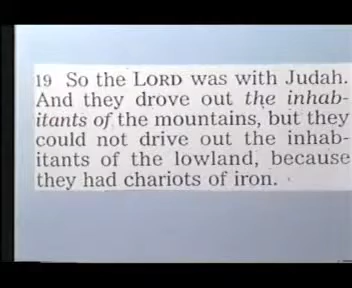 19 So the LORD was with Judah.
And they drove out the inhab-
itants of the mountains, but they
could not drive out the inhab-
itants of the lowland, because
they had chariots of iron.